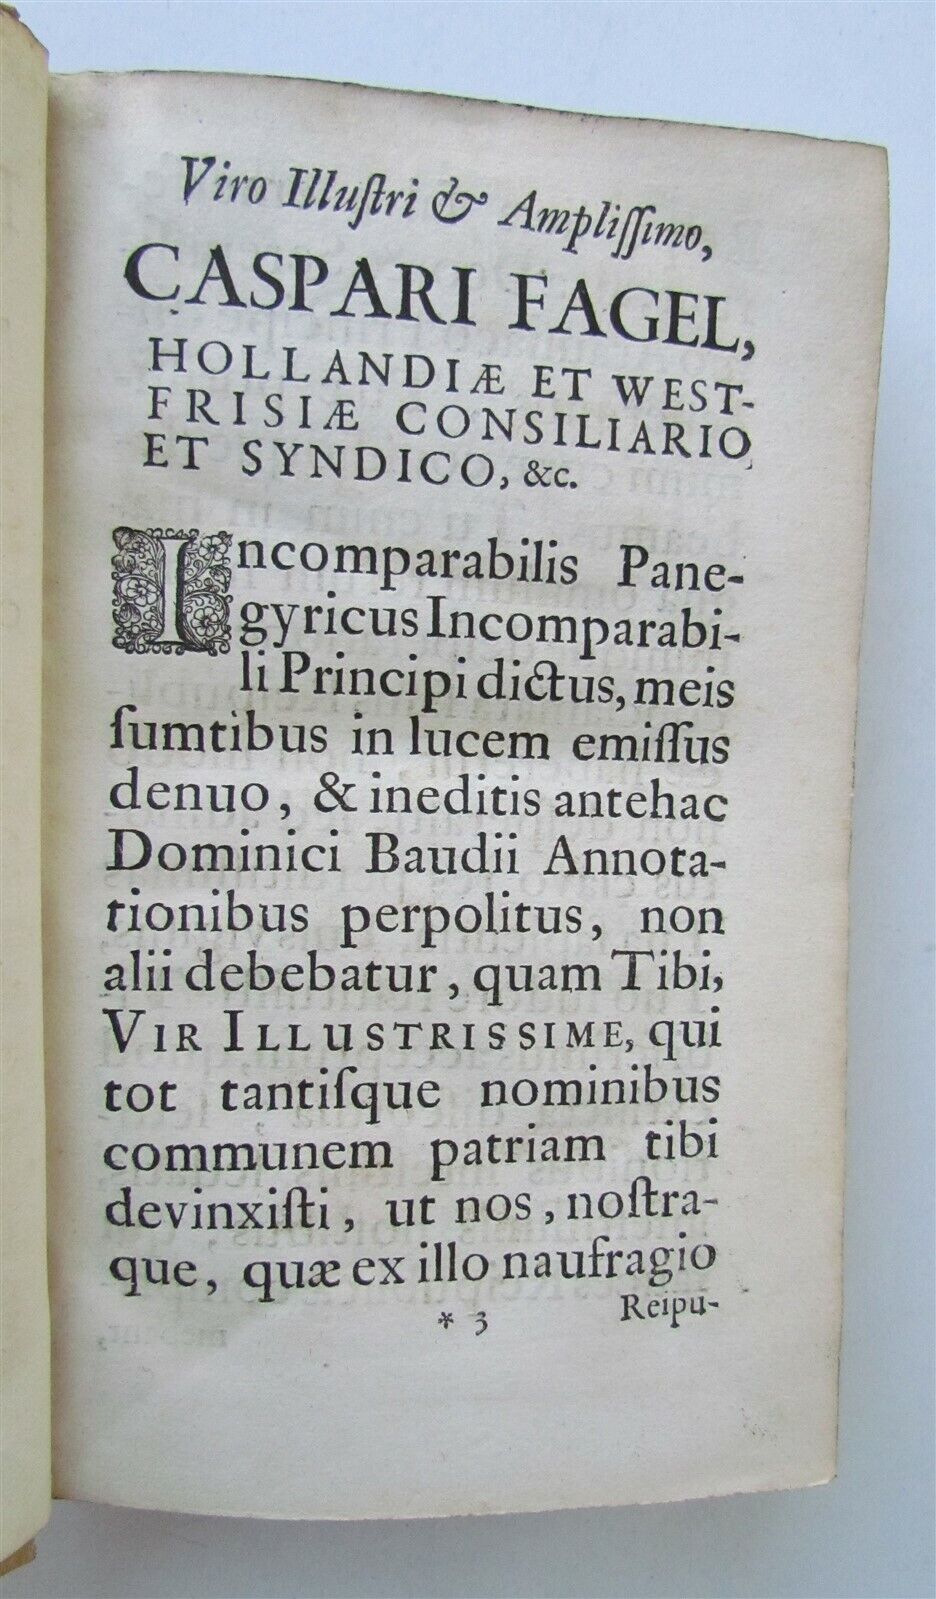 Viro Illuſtri & Ampliſſimo,
CASPARI FAGEL,
HOLLANDIÆ ET WEST-
FRISIÆ CONSILIARIO
ET SYNDICO, &c.
Incomparabilis Pane-
gyricus Incomparabi-
li Principi dictus, meis
ſumtibus in lucem emiſſus
denuo, & ineditis antehac
Dominici Baudii Annota-
tionibus perpolitus, non
alii debebatur, quam Tibi,
VIR ILLUSTRISSIME, qui
tot tantiſque nominibus
communem patriam tibi
devinxiſti, ut nos, noſtra-
que, quæ ex illo naufragio
* 3 Reipu-